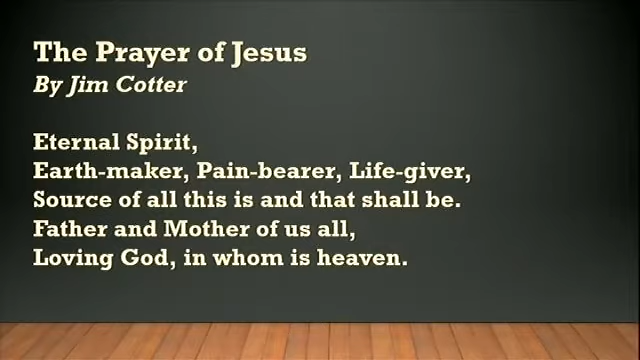 The Prayer of Jesus
By Jim Cotter
Eternal Spirit,
Earth-maker, Pain-bearer, Life-giver,
Source of all this is and that shall be.
Father and Mother of us all,
Loving God, in whom is heaven.